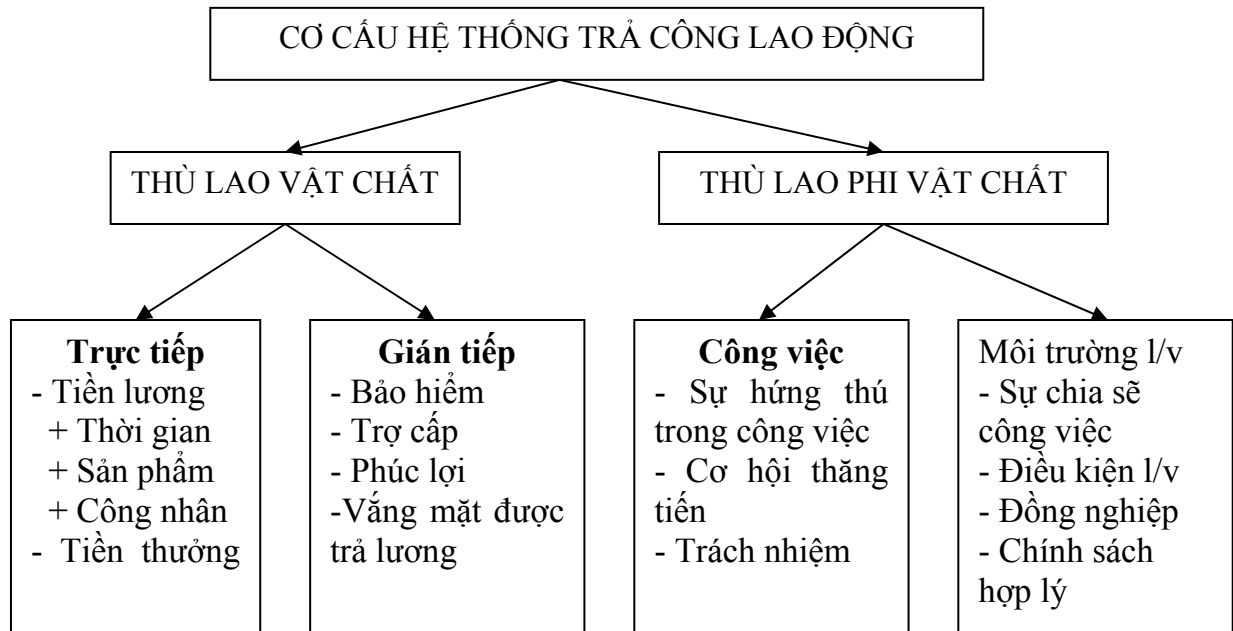 CƠ CẤU HỆ THỐNG TRẢ CÔNG LAO ĐỘNG
THÙ LAO VẬT CHẤT
THÙ LAO PHI VẬT CHẤT
Trực tiếp
- Tiền lương
+ Thời gian
+ Sản phẩm
+ Công nhân
- Tiền thưởng
Gián tiếp
- Bảo hiểm
- Trợ cấp
- Phúc lợi
-Vắng mặt được
trả lương
Công việc
- Sự hứng thú
trong công việc
- Cơ hội thăng
tiến
- Trách nhiệm
Môi trường l/v
- Sự chia sẽ
công việc
- Điều kiện l/v
- Đồng nghiệp
- Chính sách
hợp lý